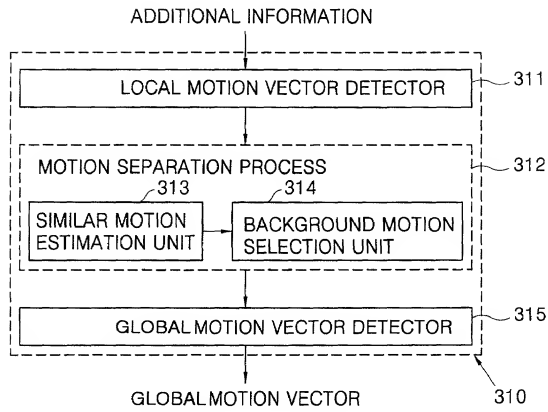 ADDITIONAL INFORMATION
LOCAL MOTION VECTOR DETECTOR
311
MOTION SEPARATION PROCESS
312
313
314
SIMILAR MOTION
ESTIMATION UNIT
BACKGROUND MOTION
SELECTION UNIT
315
GLOBAL MOTION VECTOR DETECTOR
GLOBAL MOTION VECTOR
310